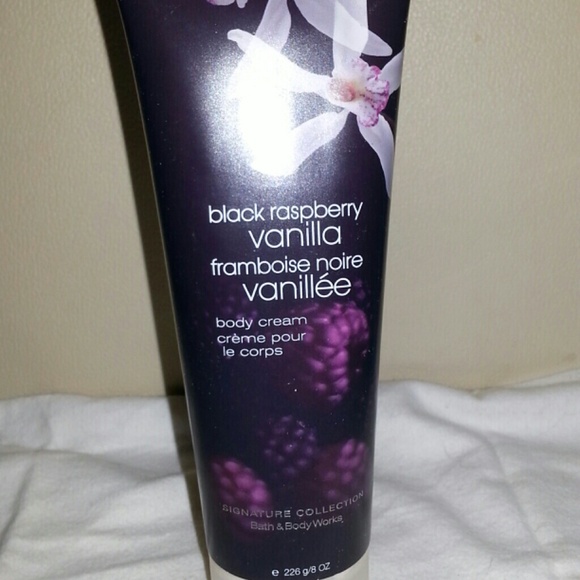 black raspberry
vanilla
framboise noire
vanillée
body cream
crème pour
le corps
SIGNATURE COLLECTION
Bath & Body Works
e 226 g/8 OZ